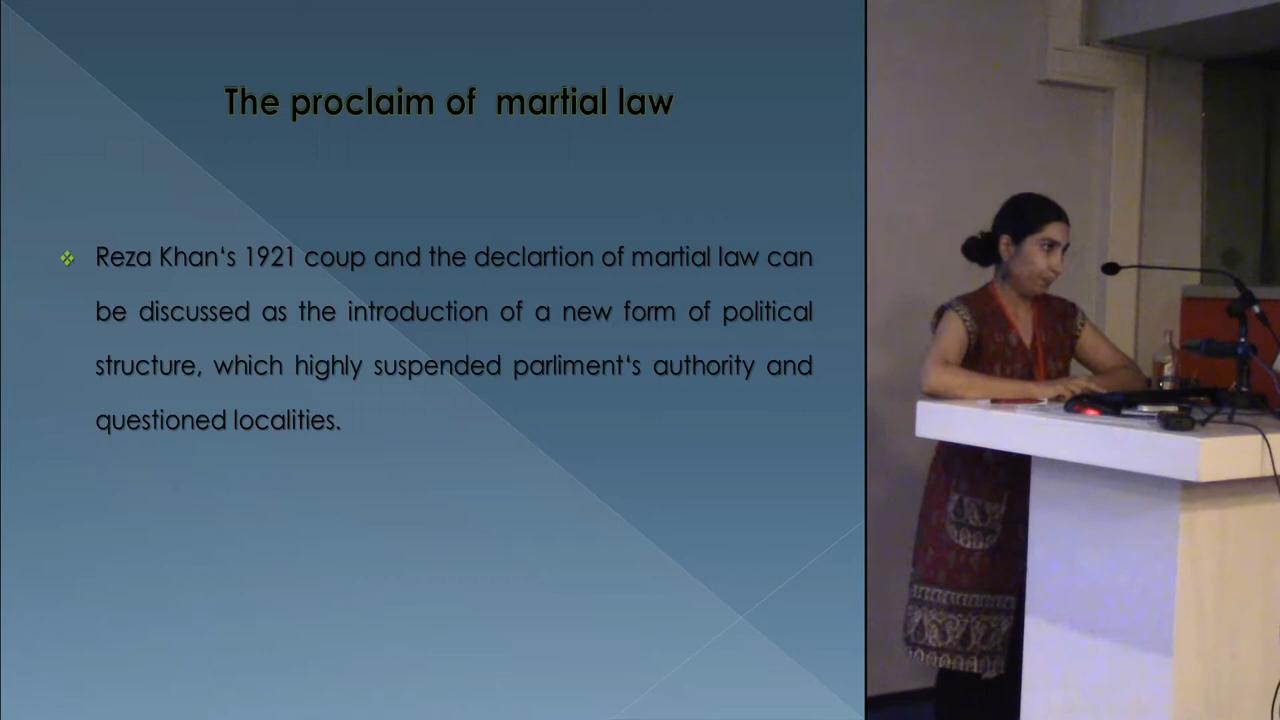 The proclaim of  martial law
Reza Khan‘s 1921 coup and the declartion of martial law can
be discussed as the introduction of a new form of political
structure, which highly suspended parliment‘s authority and
questioned localities.